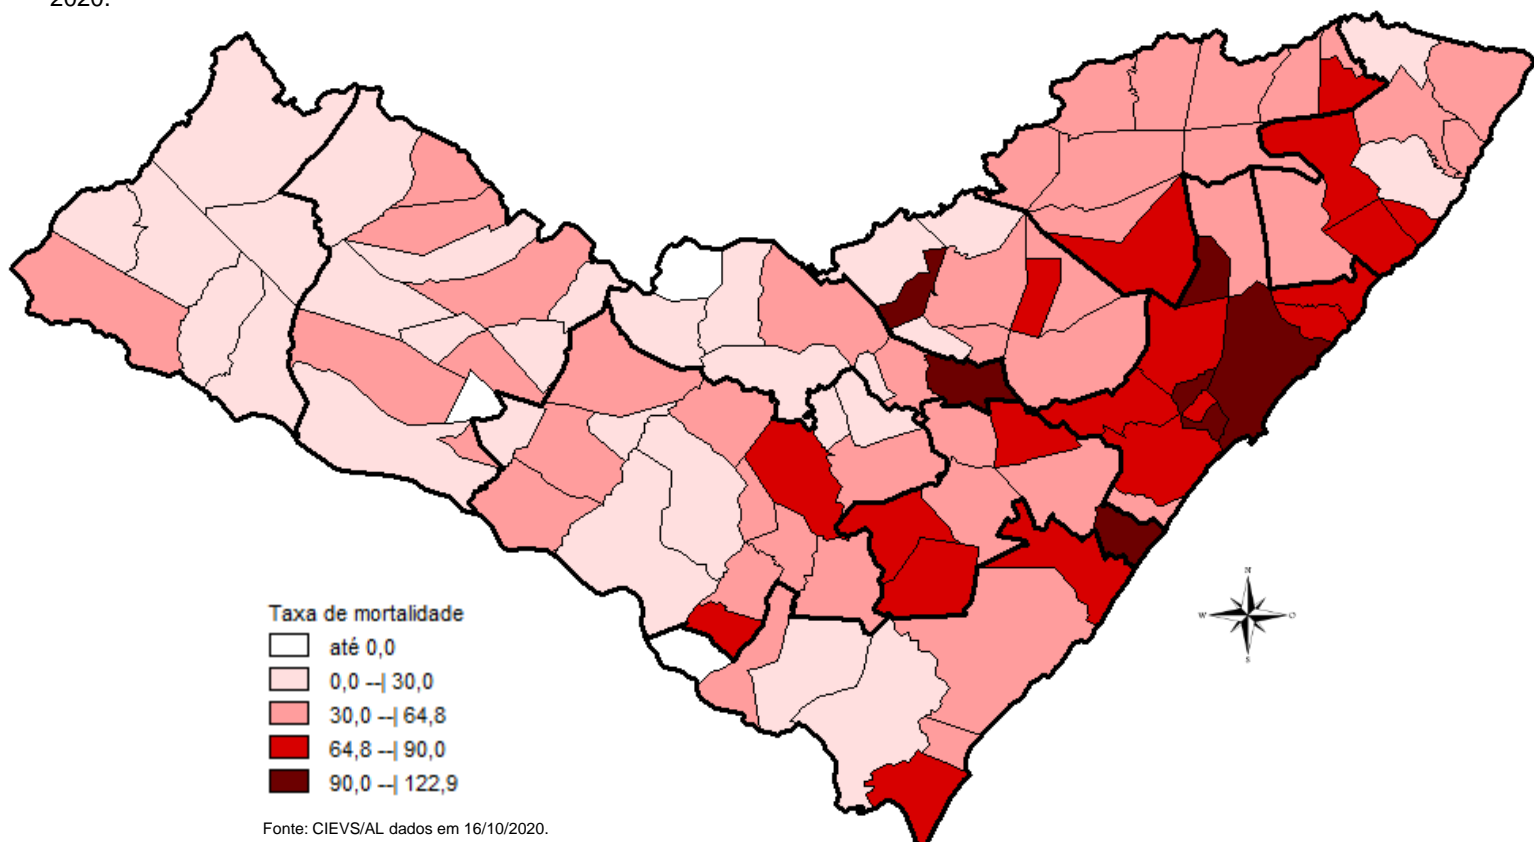 2020.
Taxa de mortalidade
até 0,0
0,0 --| 30,0
30,0 --| 64,8
64,8 --| 90,0
90,0 --| 122,9
N
W
O
S
Fonte: CIEVS/AL dados em 16/10/2020.